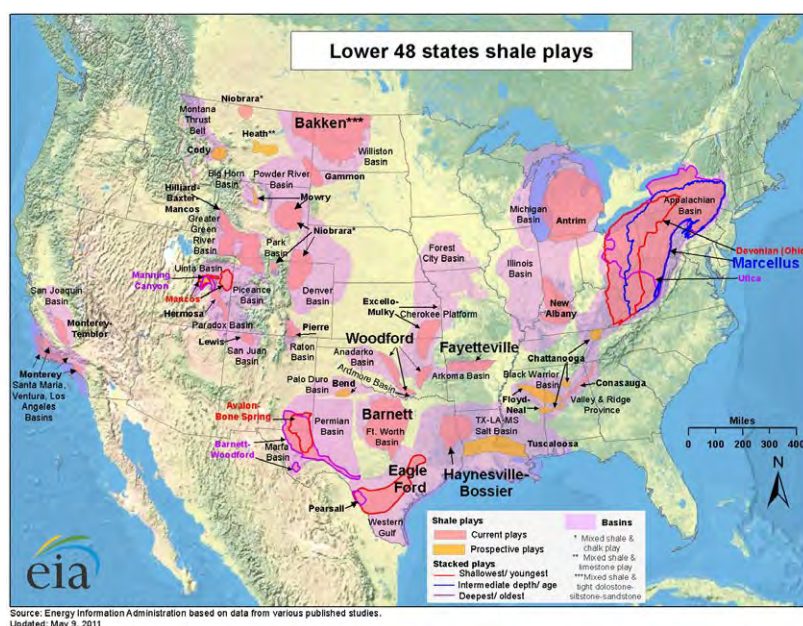 Lower 48 states shale plays
Niobrara*
Montana
Thrust
Belt
Bakken***
Heath**
Cody
Williston
Basin
Big Horn
Basin
Powder River
Basin
Gammon
Hilliard-
Baxter-
Mancos
Mowry
Greater
Green
River
Basin
Niobrara*
Park
Basin
Michigan
Basin
Antrim
Appalachian
Basin
Devonian (Ohio
Marcellus
Utica
Forest
City Basin
Illinois
Basin
Uinta Basin
Manning
Canyon
Mancos
Piceance
Basin
Denver
Basin
San Joaquin
Basin
Hermosa
Paradox Basin
Excello-
Mulky
Cherokee Platform
New
Albany
Monterey-
Temblor
Pierre
Lewis
San Juan
Basin
Raton
Basin
Woodford
Anadarko
Basin
Fayetteville
Chattanooga
Monterey
Santa Maria,
Ventura, Los
Angeles
Basins
Ardmore Basin
Arkoma Basin
Black Warrior
Basin
Conasauga
Palo Duro
Basin
Bend
Floyd-
Neal
Valley & Ridge
Province
Avalon-
Bone Spring
Permian
Basin
Barnett
Ft. Worth
Basin
TX-LA-MS
Salt Basin
Tuscaloosa
Barnett-
Woodford
Marfa
Basin
Eagle
Ford
Haynesville-
Bossier
Pearsall
Western
Gulf
Miles
0 100 200 300 400
N
Shale plays
Current plays
Prospective plays
Stacked plays
Shallowest/ youngest
Intermediate depth/ age
Deepest/ oldest
Basins
* Mixed shale &
chalk play
** Mixed shale &
limestone play
***Mixed shale &
tight dolostone-
siltstone-sandstone
eia
Source: Energy Information Administration based on data from various published studies.
Updated: May 9, 2011